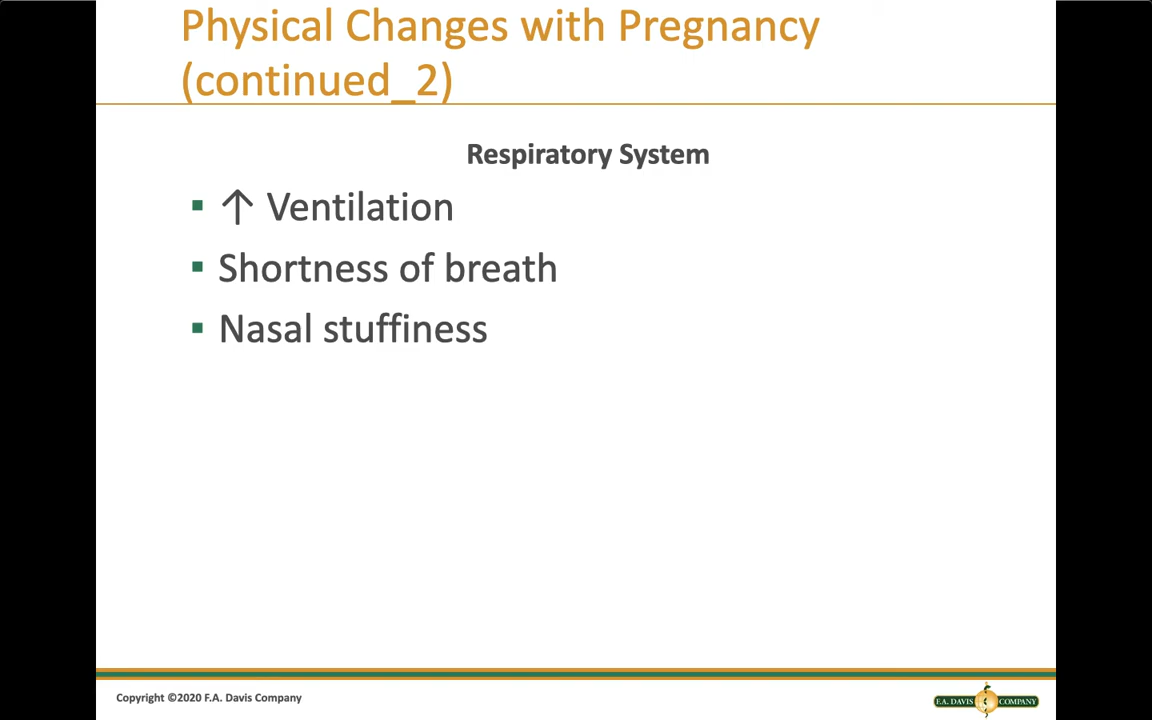 Physical Changes with Pregnancy
(continued_2)
Respiratory System
▪ ↑ Ventilation
▪ Shortness of breath
▪ Nasal stuffiness
Copyright ©2020 F.A. Davis Company
F.A. DAVIS COMPANY